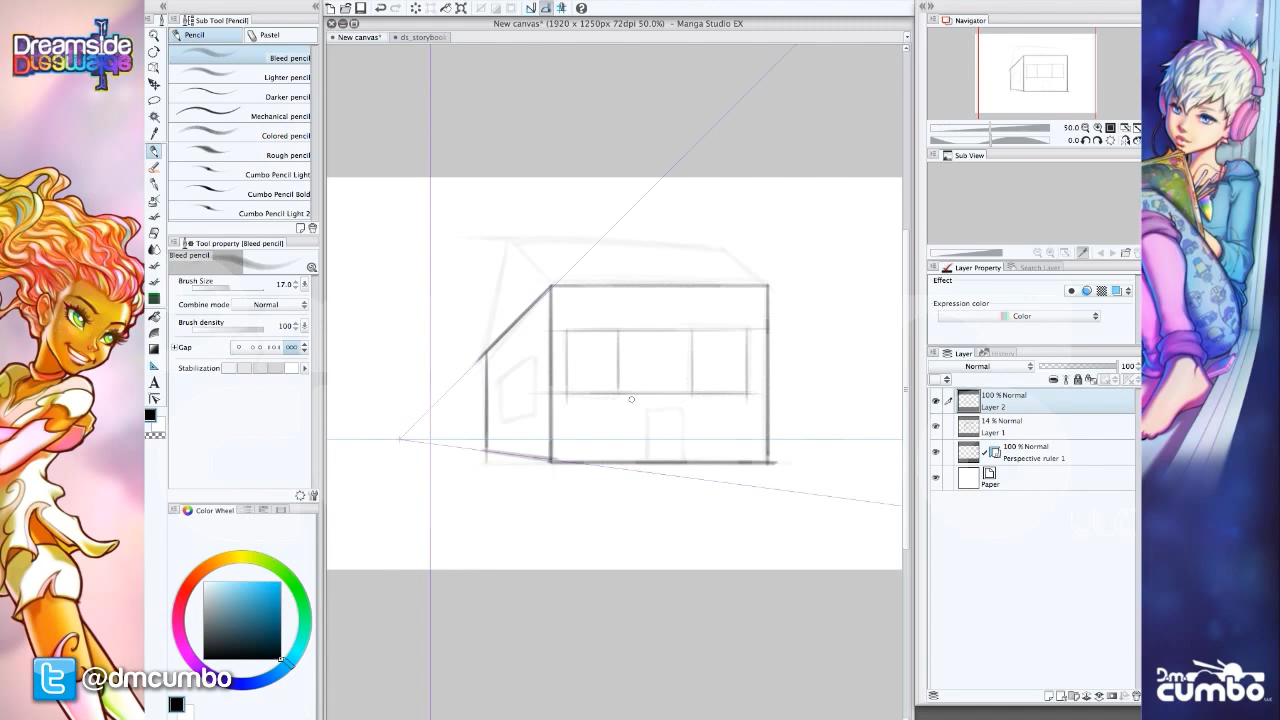 Dreamside
Dreamside
Sub Tool [Pencil]
Pencil
Pastel
Bleed pencil
Lighter pencil
Darker pencil
Mechanical pencil
Colored pencil
Rough pencil
Cumbo Pencil Light
Cumbo Pencil Bold
Cumbo Pencil Light 2
Tool property [Bleed pencil]
Bleed pencil
Brush Size
17.0
Combine mode
Normal
Brush density
100
Gap
Stabilization
Color Wheel
@dmcumbo
New canvas* (1920 x 1250px 72dpi 50.0%) - Manga Studio EX
New canvas*
ds_storybook
Navigator
50.0
0.0
Sub View
Layer Property
Search Layer
Effect
Expression color
Color
Layer
History
Normal
100
100 % Normal
Layer 2
14 % Normal
Layer 1
100 % Normal
Perspective ruler 1
Paper
D.M.
Cumbo
LLC